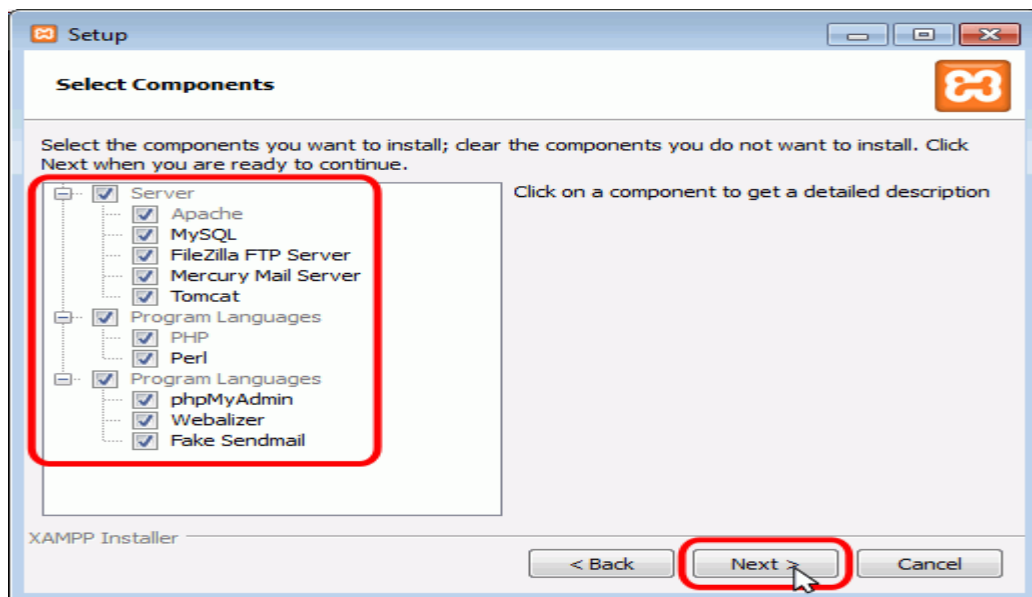 Setup
Select Components
Select the components you want to install; clear the components you do not want to install. Click
Next when you are ready to continue.
Server
Apache
MySQL
FileZilla FTP Server
Mercury Mail Server
Tomcat
Program Languages
PHP
Perl
Program Languages
phpMyAdmin
Webalizer
Fake Sendmail
Click on a component to get a detailed description
XAMPP Installer
< Back
Next >
Cancel